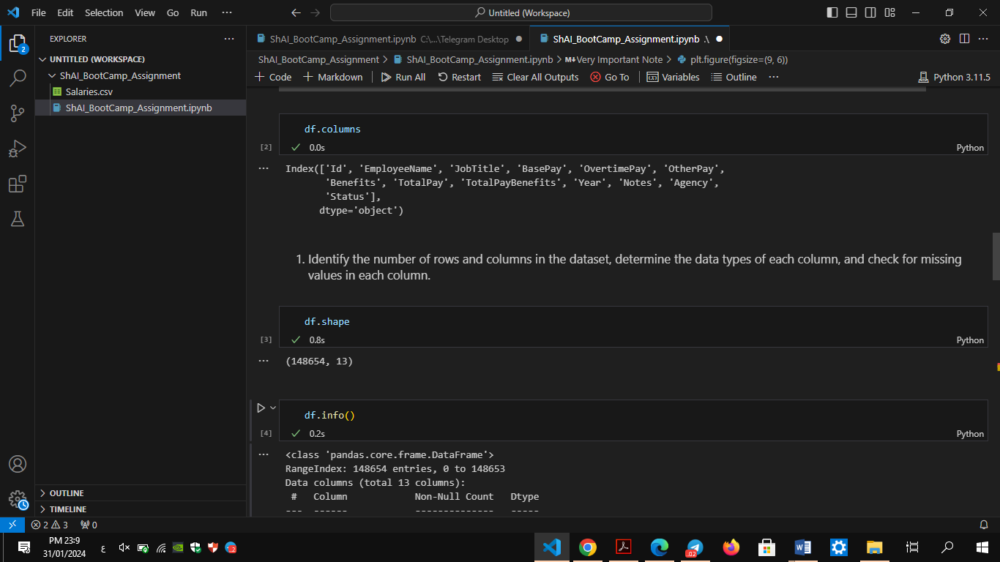 File Edit Selection View Go Run ··· Untitled (Workspace)
EXPLORER ···
UNTITLED (WORKSPACE)
ShAI_BootCamp_Assignment
Salaries.csv
ShAI_BootCamp_Assignment.ipynb
OUTLINE
TIMELINE
2
ShAI_BootCamp_Assignment.ipynb C:\...\Telegram Desktop
ShAI_BootCamp_Assignment.ipynb .\
ShAI_BootCamp_Assignment > ShAI_BootCamp_Assignment.ipynb > M↓Very Important Note > plt.figure(figsize=(9, 6))
+ Code + Markdown Run All Restart Clear All Outputs Go To Variables Outline ··· Python 3.11.5
df.columns
[2] 0.0s Python
Index(['Id', 'EmployeeName', 'JobTitle', 'BasePay', 'OvertimePay', 'OtherPay',
'Benefits', 'TotalPay', 'TotalPayBenefits', 'Year', 'Notes', 'Agency',
'Status'],
dtype='object')
1. Identify the number of rows and columns in the dataset, determine the data types of each column, and check for missing
values in each column.
df.shape
[3] 0.8s Python
(148654, 13)
df.info()
[4] 0.2s Python
<class 'pandas.core.frame.DataFrame'>
RangeIndex: 148654 entries, 0 to 148653
Data columns (total 13 columns):
# Column Non-Null Count Dtype
--- ------ -------------- -----
2 3 0
PM 23:9 ع
31/01/2024
.02